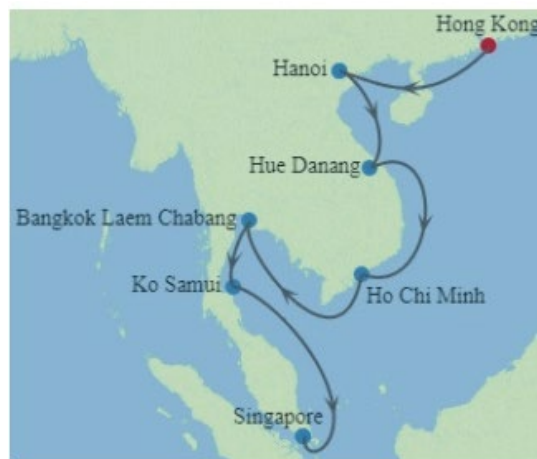 Hong Kong
Hanoi
Hue Danang
Bangkok Laem Chabang
Ko Samui
Ho Chi Minh
Singapore